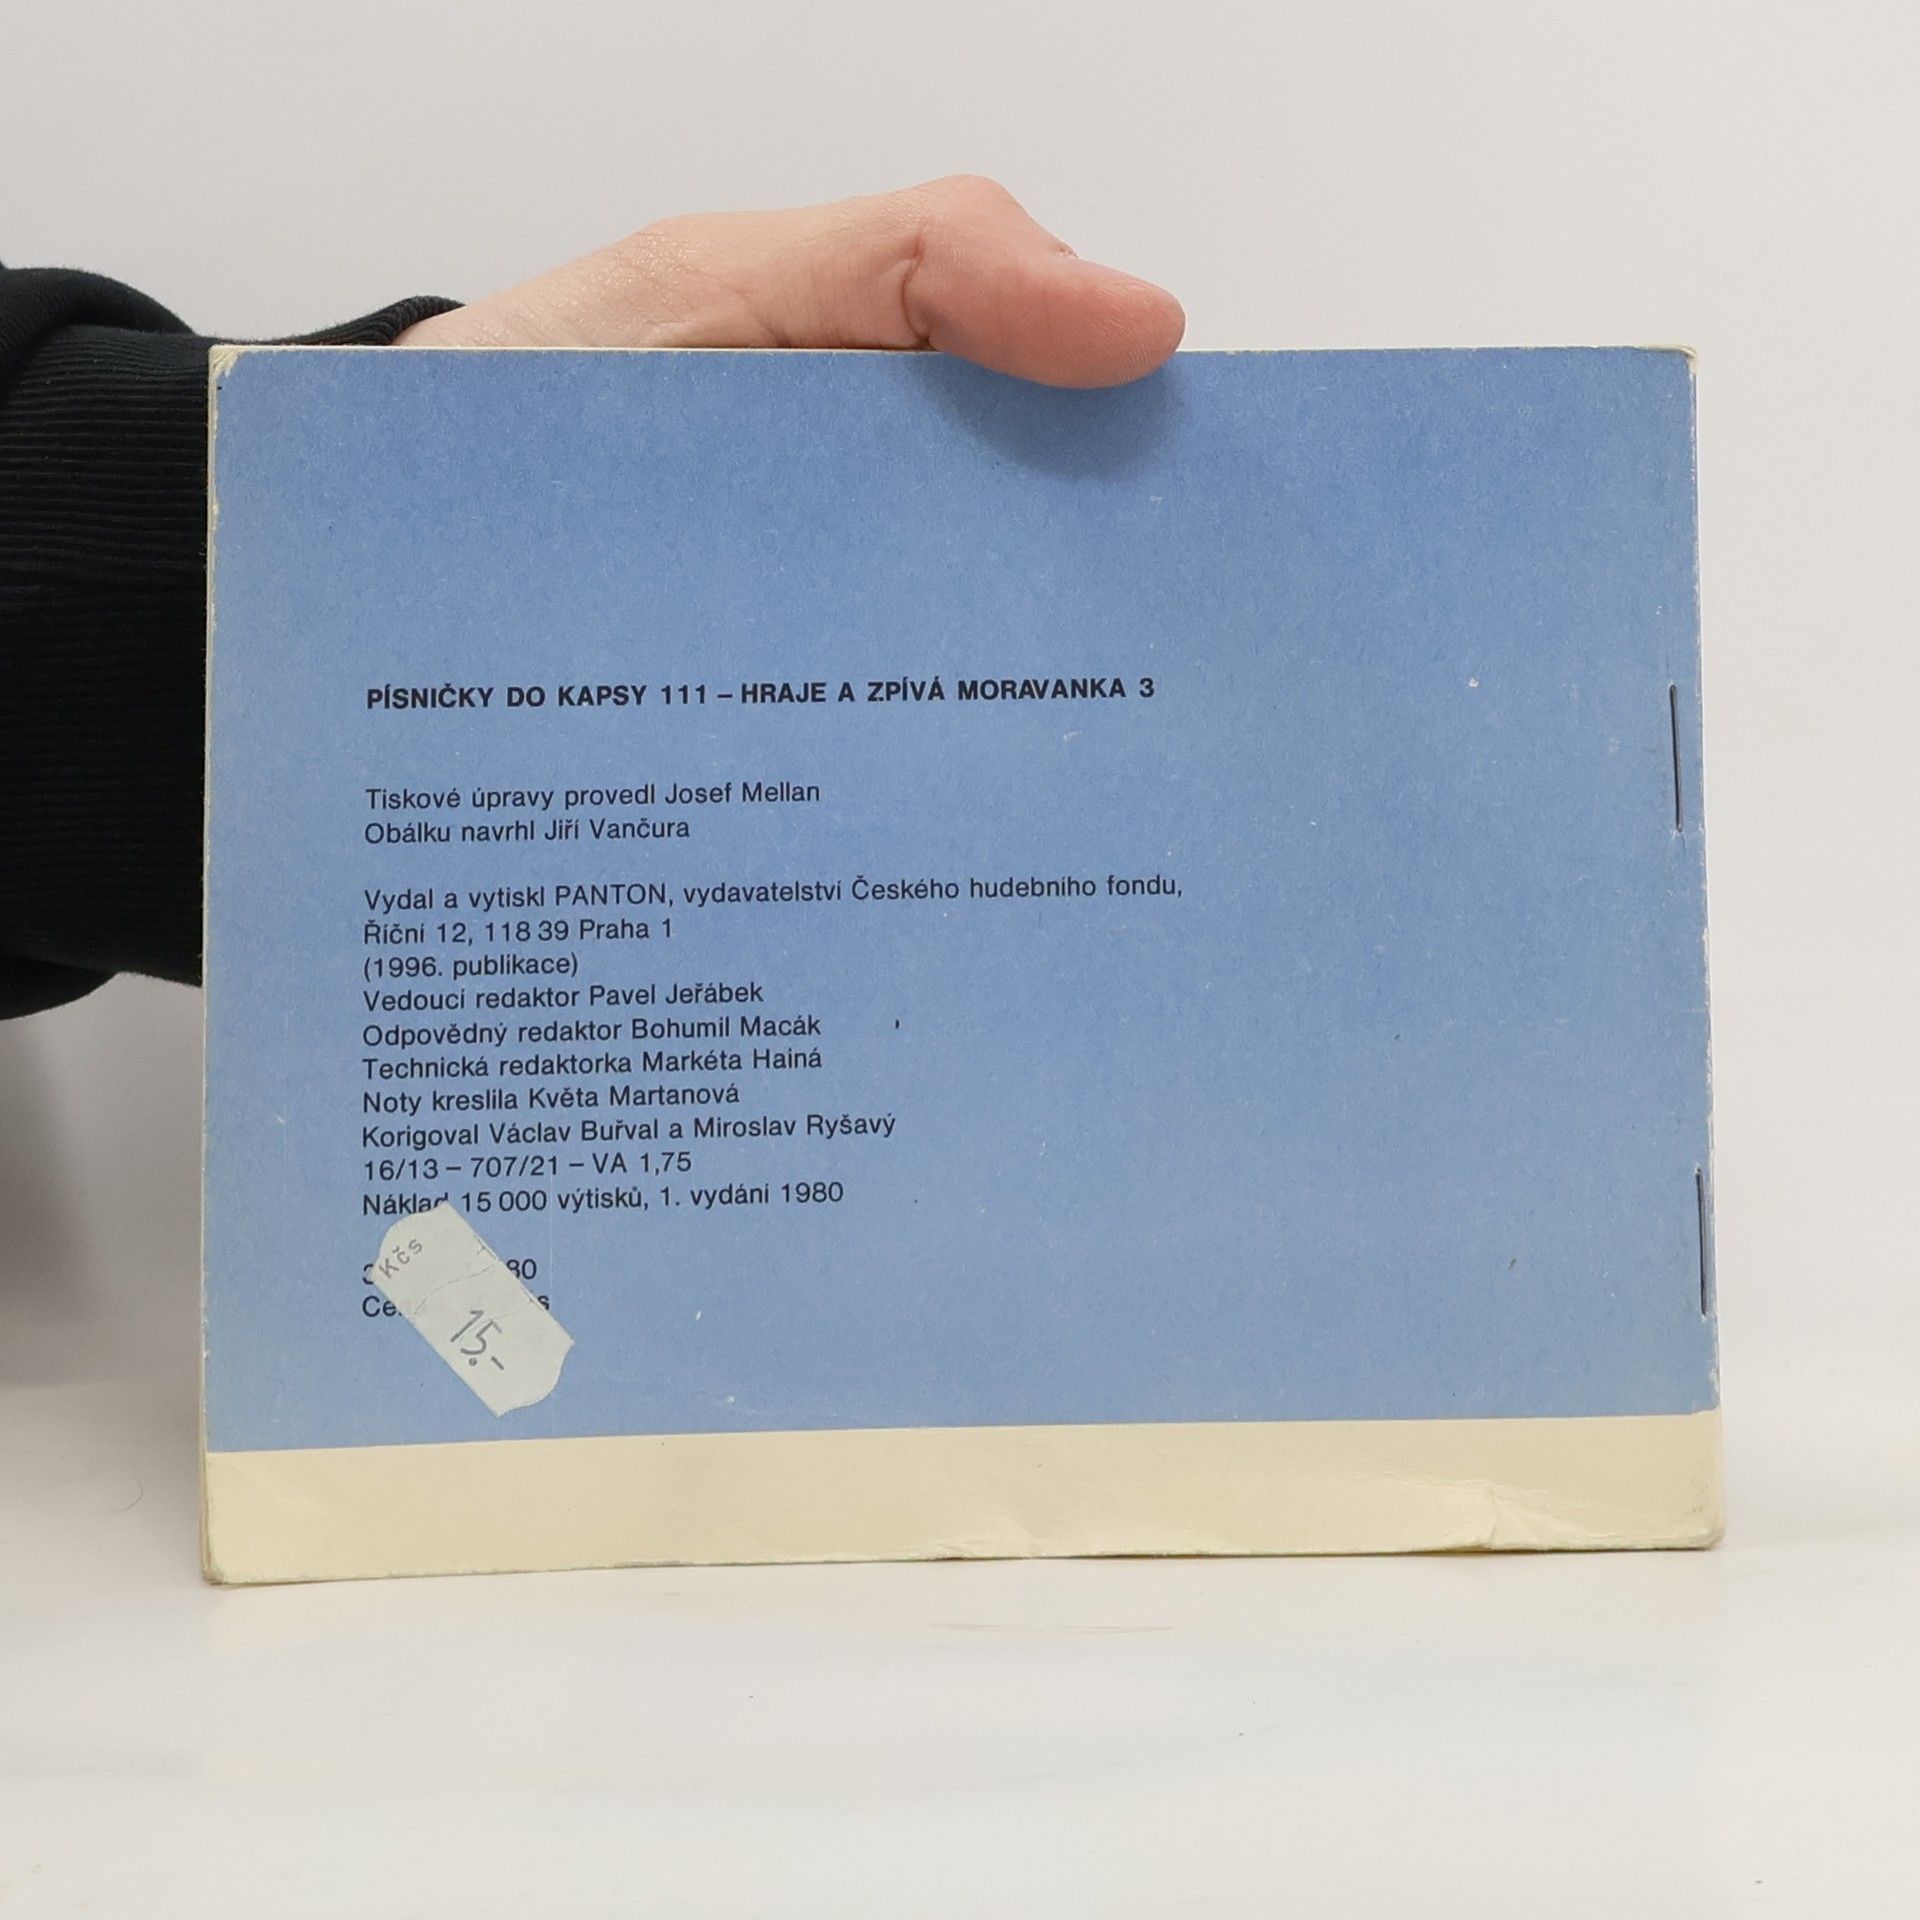 PÍSNIČKY DO KAPSY 111 – HRAJE A ZPÍVÁ MORAVANKA 3
Tiskové úpravy provedl Josef Mellan
Obálku navrhl Jiří Vančura
Vydal a vytiskl PANTON, vydavatelství Českého hudebního fondu,
Říční 12, 118 39 Praha 1
(1996. publikace)
Vedoucí redaktor Pavel Jeřábek
Odpovědný redaktor Bohumil Macák
Technická redaktorka Markéta Hainá
Noty kreslila Květa Martanová
Korigoval Václav Buřval a Miroslav Ryšavý
16/13 – 707/21 – VA 1,75
Náklad 15 000 výtisků, 1. vydání 1980
80
Kčs
15.-